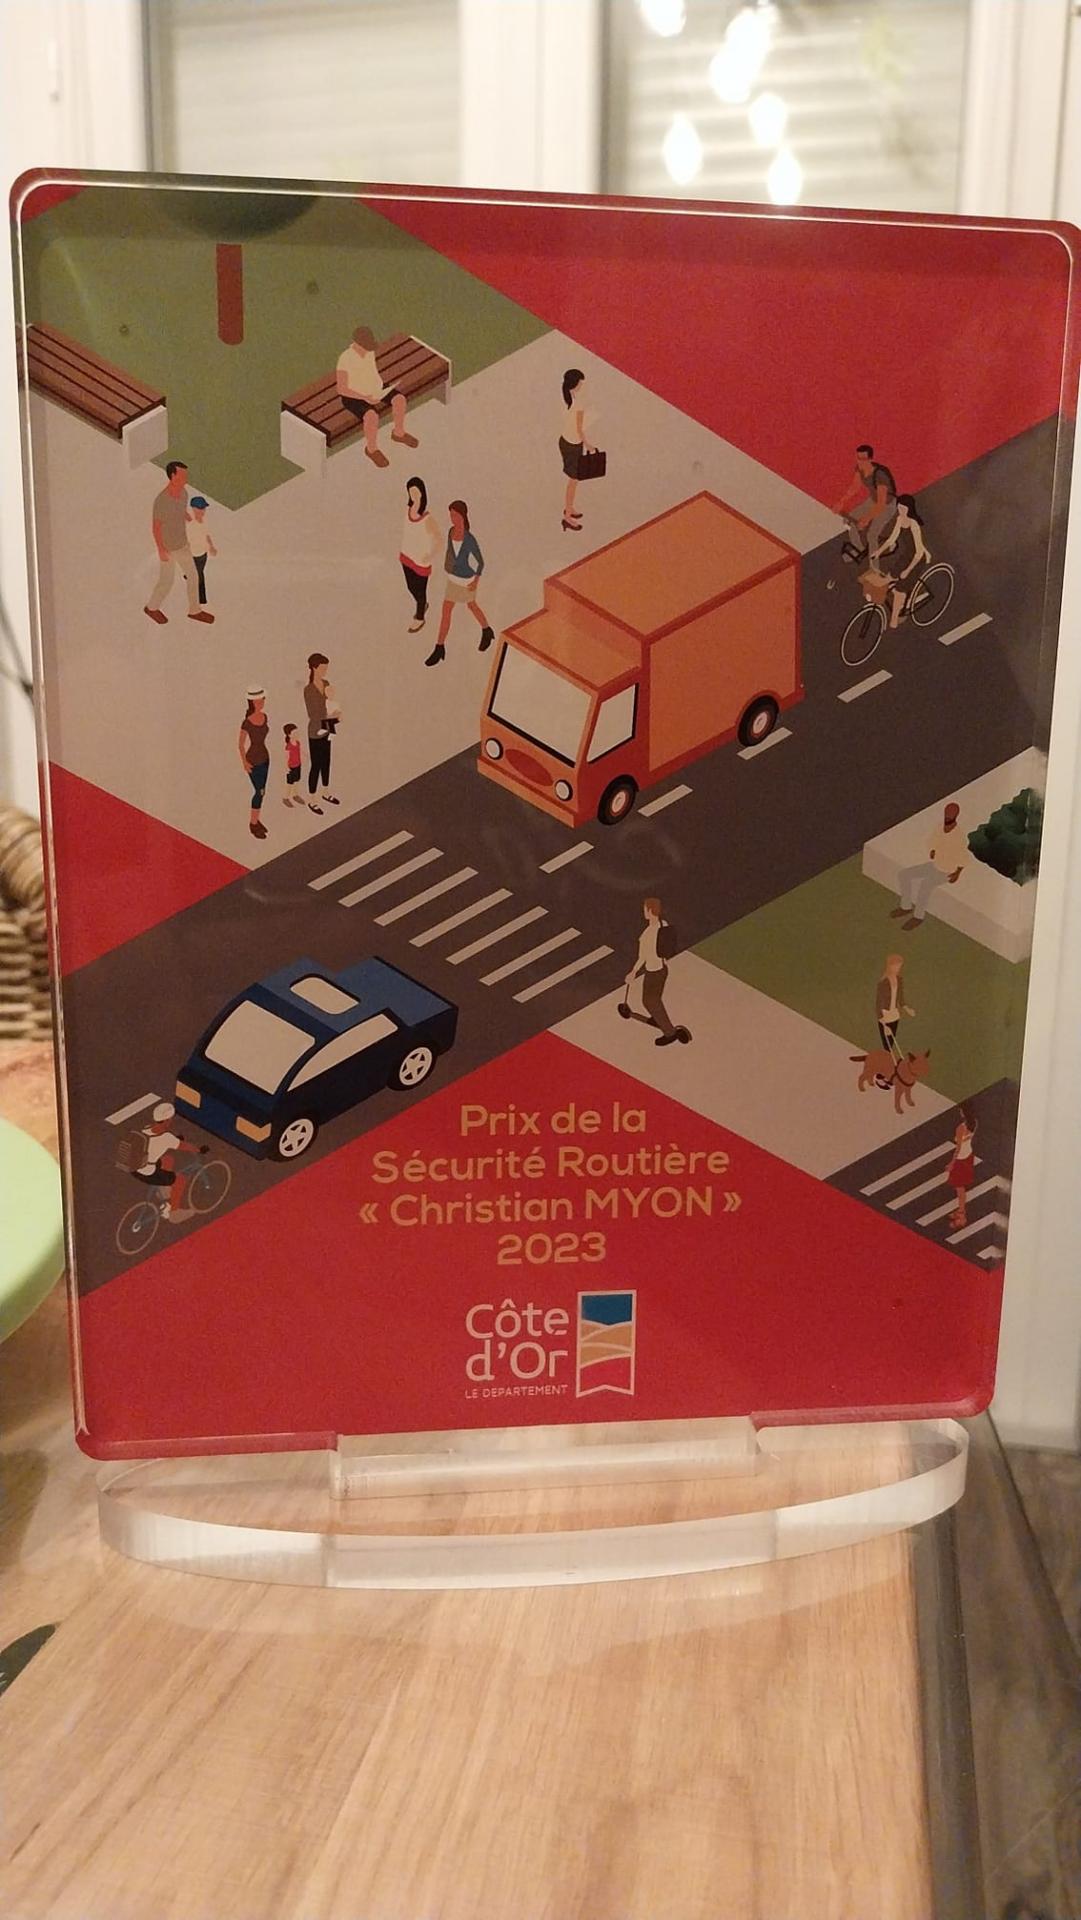 Prix de la
Sécurité Routière
« Christian MYON »
2023
Côte
d'Or
LE DEPARTEMENT